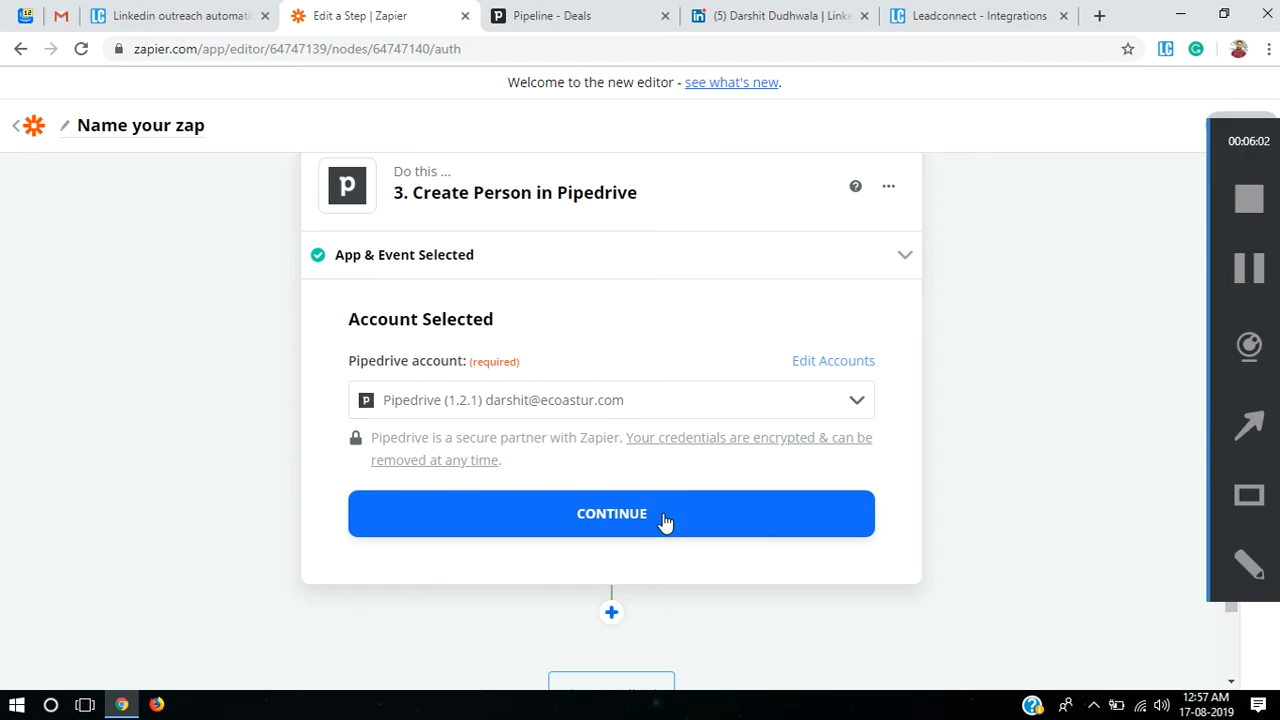 12
Linkedin outreach automati
Edit a Step | Zapier
Pipeline - Deals
(5) Darshit Dudhwala | Linke
Leadconnect - Integrations
zapier.com/app/editor/64747139/nodes/64747140/auth
Welcome to the new editor - see what's new.
Name your zap
00:06:02
Do this ...
3. Create Person in Pipedrive
App & Event Selected
Account Selected
Pipedrive account: (required)
Edit Accounts
Pipedrive (1.2.1) darshit@ecoastur.com
Pipedrive is a secure partner with Zapier. Your credentials are encrypted & can be
removed at any time.
CONTINUE
12:57 AM
17-08-2019